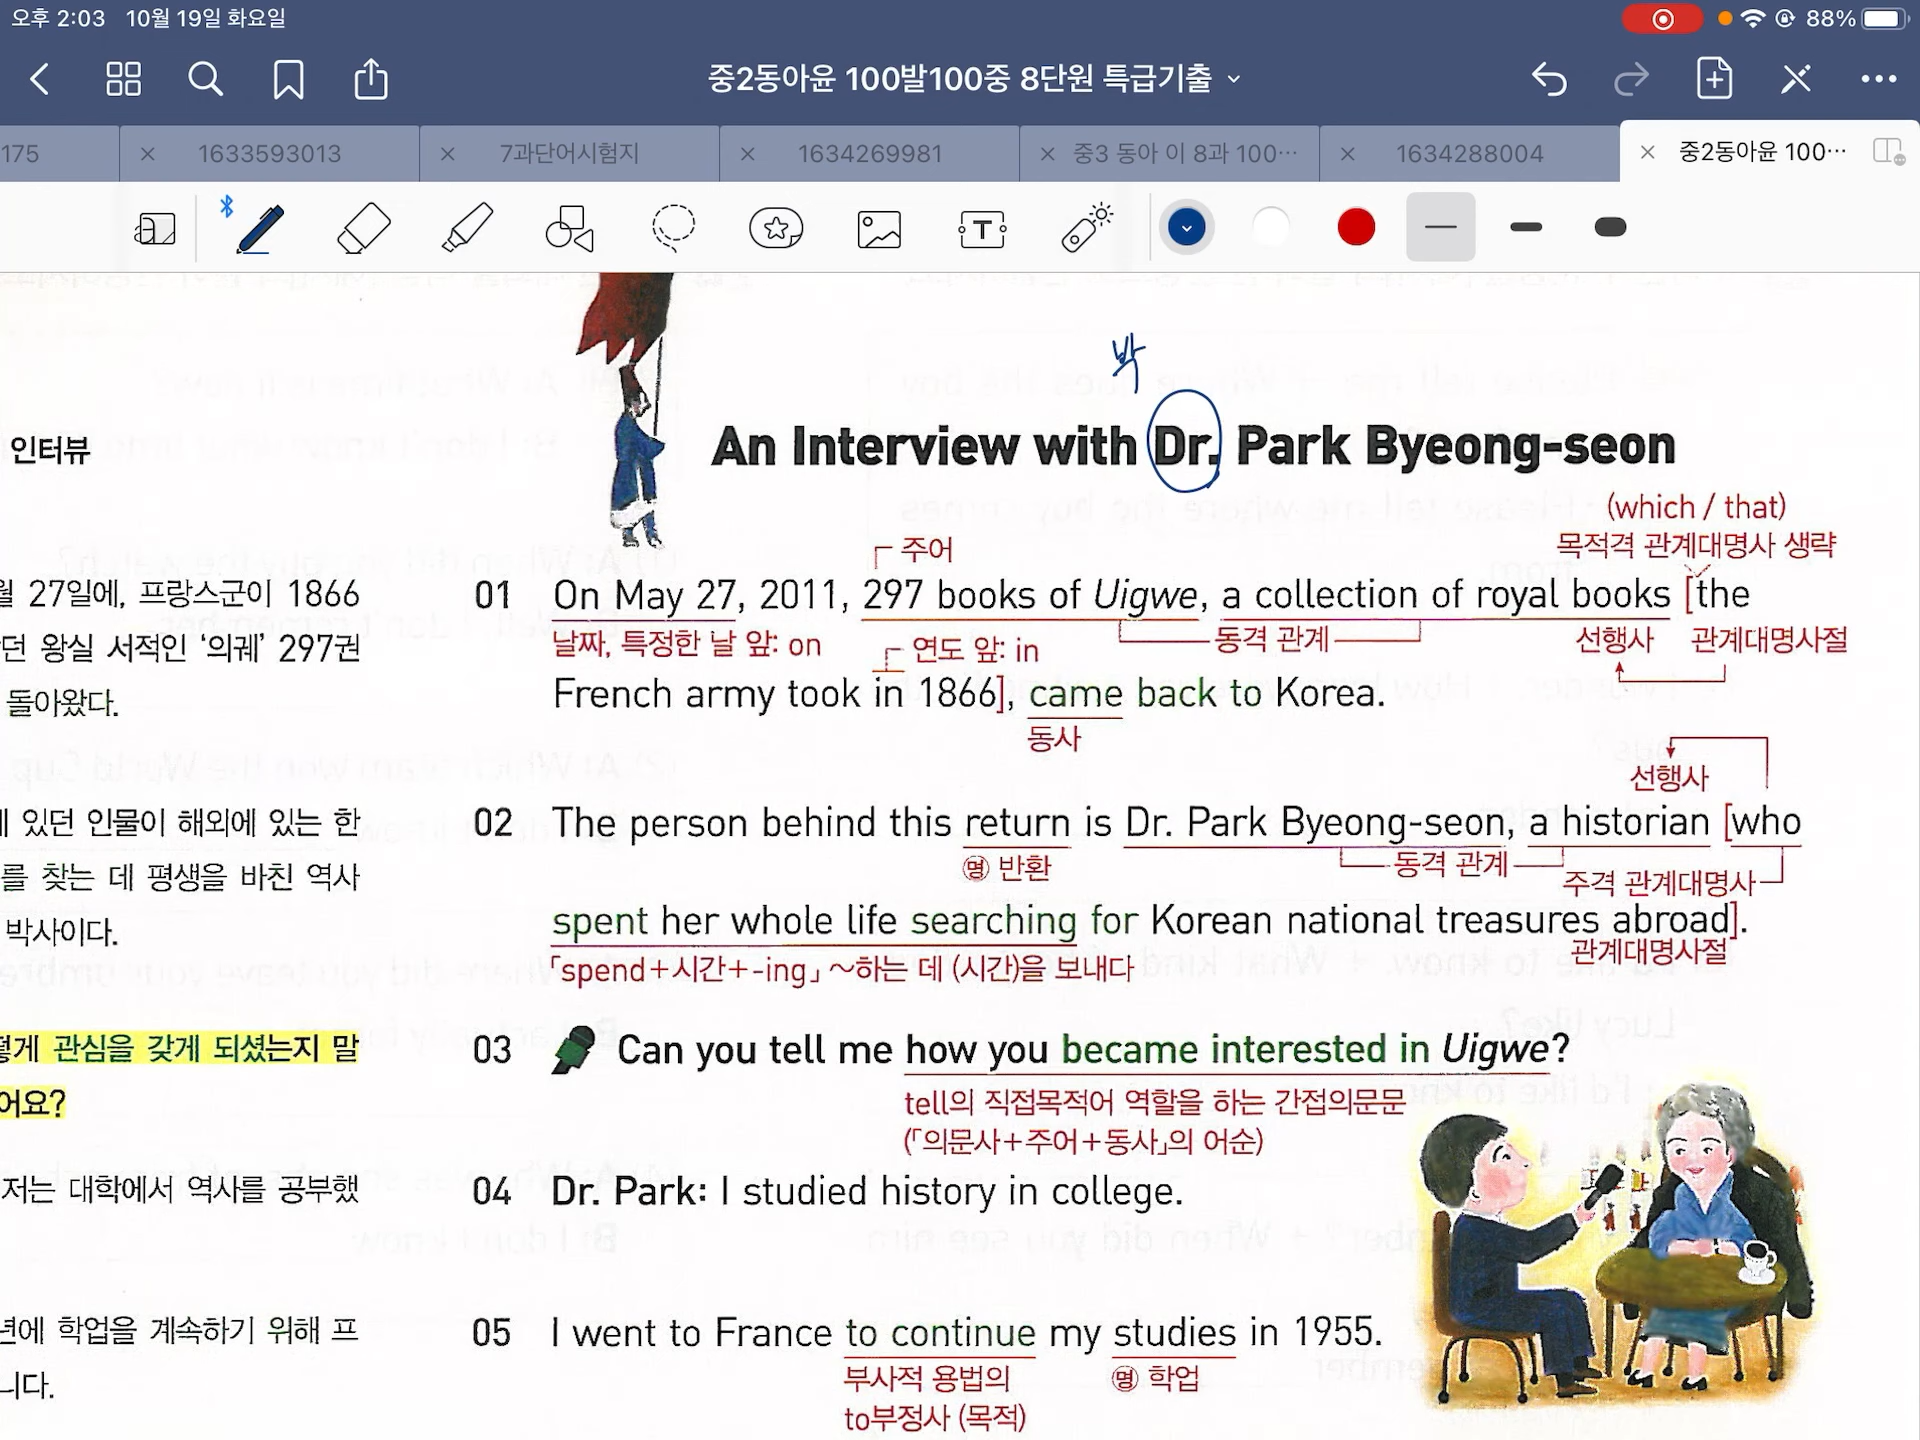 오후 2:03 10월 19일 화요일
88%
중2동아윤 100발100중 8단원 특급기출
175
1633593013
7과단어시험지
1634269981
중3 동아 이 8과 100…
1634288004
중2동아윤 100…
박
인터뷰
An Interview with Dr. Park Byeong-seon
(which / that)
목적격 관계대명사 생략
주어
월 27일에, 프랑스군이 1866
01 On May 27, 2011, 297 books of Uigwe, a collection of royal books [the
던 왕실 서적인 '의궤' 297권
날짜, 특정한 날 앞: on
동격 관계
선행사
관계대명사절
연도 앞: in
돌아왔다.
French army took in 1866], came back to Korea.
동사
선행사
있던 인물이 해외에 있는 한
02 The person behind this return is Dr. Park Byeong-seon, a historian [who
名 반환
동격 관계
주격 관계대명사
를 찾는 데 평생을 바친 역사
박사이다.
spent her whole life searching for Korean national treasures abroad].
「spend+시간+-ing」 ~하는 데 (시간)을 보내다
관계대명사절
떻게 관심을 갖게 되셨는지 말
03 Can you tell me how you became interested in Uigwe?
어요?
tell의 직접목적어 역할을 하는 간접의문문
(「의문사+주어+동사」의 어순)
저는 대학에서 역사를 공부했
04 Dr. Park: I studied history in college.
년에 학업을 계속하기 위해 프
05 I went to France to continue my studies in 1955.
니다.
부사적 용법의
to부정사 (목적)
名 학업